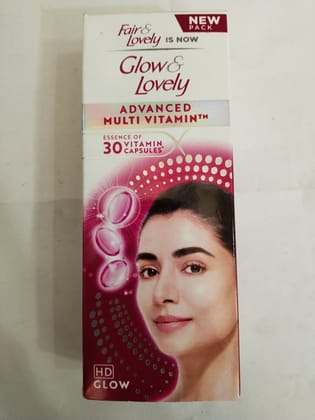 Fair & NEW
Lovely IS NOW PACK
Glow &
Lovely
ADVANCED
MULTI VITAMIN™
ESSENCE OF
30 VITAMIN
CAPSULES*
HD
GLOW